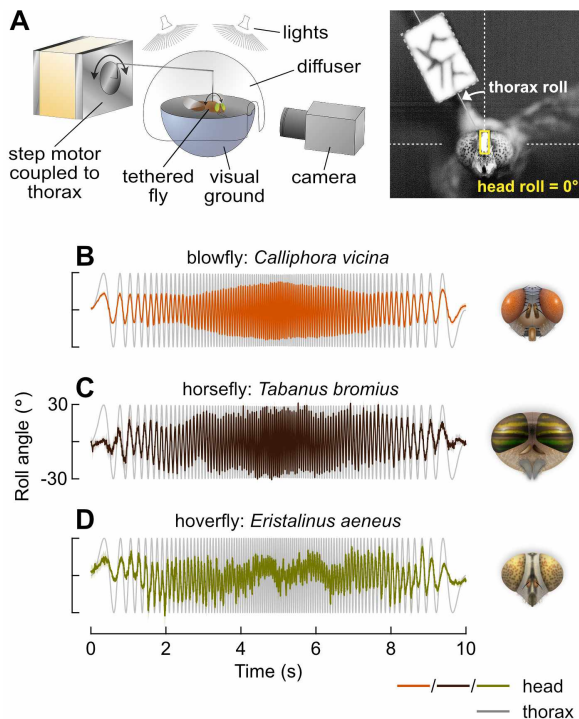 A
lights
diffuser
step motor
coupled to
thorax
tethered
fly
visual
ground
camera
thorax roll
head roll = 0°
B
blowfly: Calliphora vicina
C
horsefly: Tabanus bromius
Roll angle (°)
30
-30
D
hoverfly: Eristalinus aeneus
0 2 4 6 8 10
Time (s)
/ / head
thorax